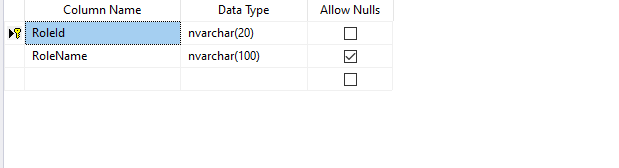 Column Name Data Type Allow Nulls
RoleId nvarchar(20)
RoleName nvarchar(100)